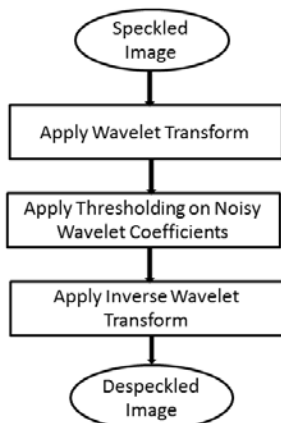 Speckled
Image
Apply Wavelet Transform
Apply Thresholding on Noisy
Wavelet Coefficients
Apply Inverse Wavelet
Transform
Despeckled
Image